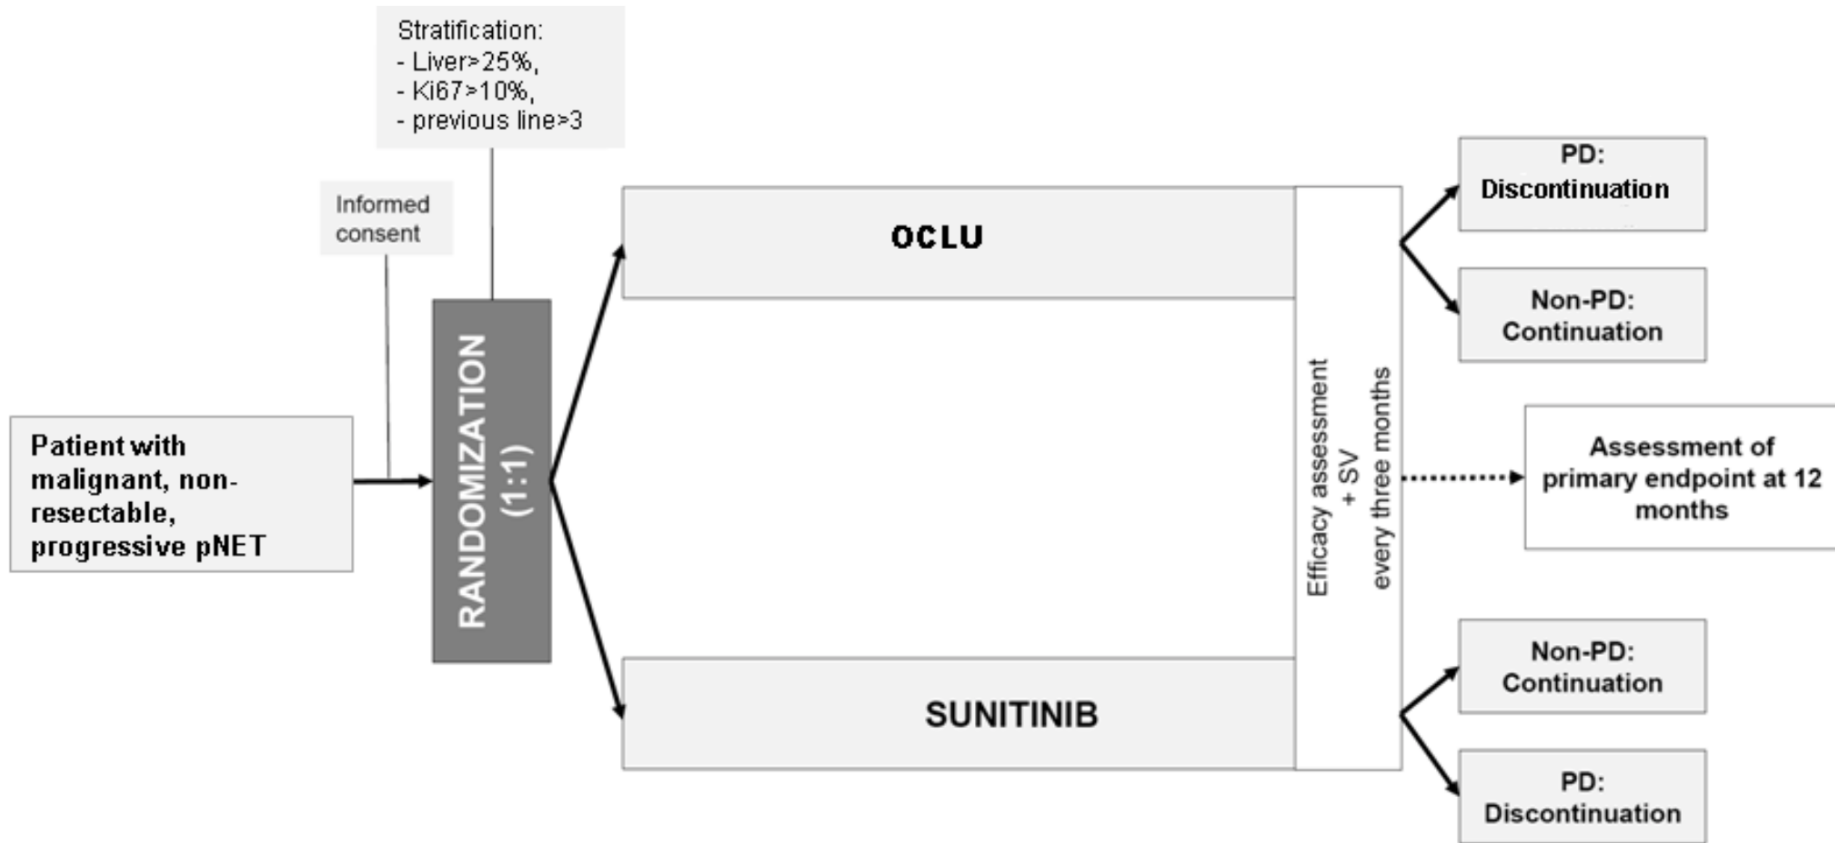 Stratification:
- Liver>25%,
- Ki67>10%,
- previous line>3
Informed
consent
Patient with
malignant, non-
resectable,
progressive pNET
RANDOMIZATION
(1:1)
OCLU
SUNITINIB
Efficacy assessment
+ SV
every three months
PD:
Discontinuation
Non-PD:
Continuation
Assessment of
primary endpoint at 12
months
Non-PD:
Continuation
PD:
Discontinuation